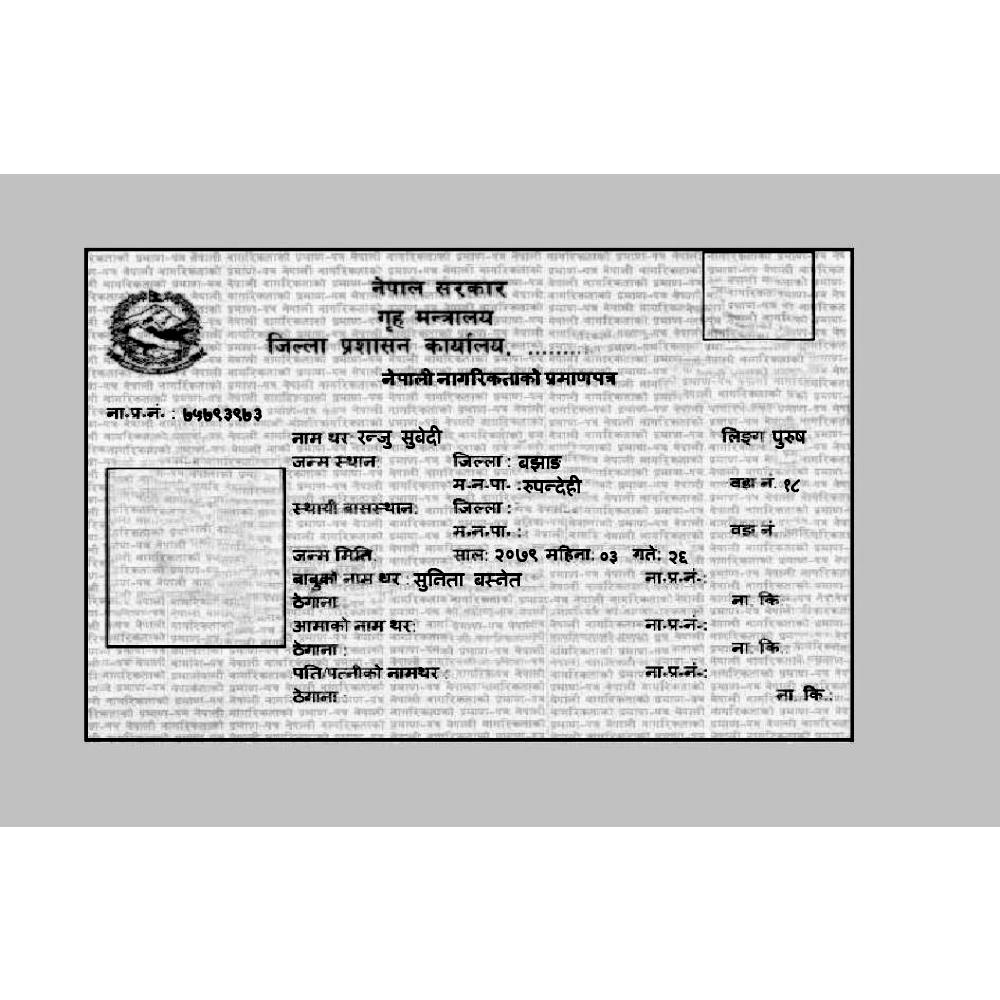 नेपाल सरकार
गृह मन्त्रालय
जिल्ला प्रशासन कार्यालय, ........
नेपाली नागरिकताको प्रमाणपत्र
ना.प्र.नं. : ७५७९३९७३
नाम थर रन्जु सुबेदी लिङ्ग पुरुष
जन्म स्थान: जिल्ला : बझाङ
म.न.पा. :रुपन्देही वडा नं. १८
स्थायी बासस्थान: जिल्ला :
म.न.पा. : वडा नं.
जन्म मिति: साल: २०७९ महिना: ०३ गते: २६
बाबुको नाम थर : सुनिता बस्नेत ना.प्र.नं.:
ठेगाना ना. कि.
आमाको नाम थर: ना.प्र.नं.:
ठेगाना : ना. कि.:
पति/पत्नीको नामथर : ना.प्र.नं.:
ठेगाना : ना. कि.: